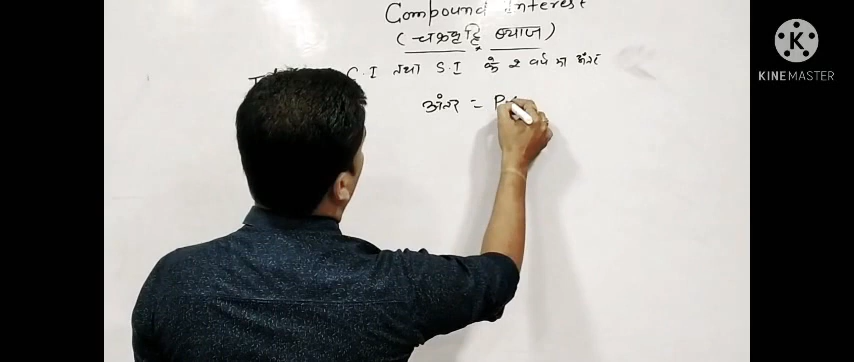 Compound Interest
(चक्रवृद्धि ब्याज)
C.I तथा S.I के 2 वर्ष का अंतर
अंतर = P
KINEMASTER